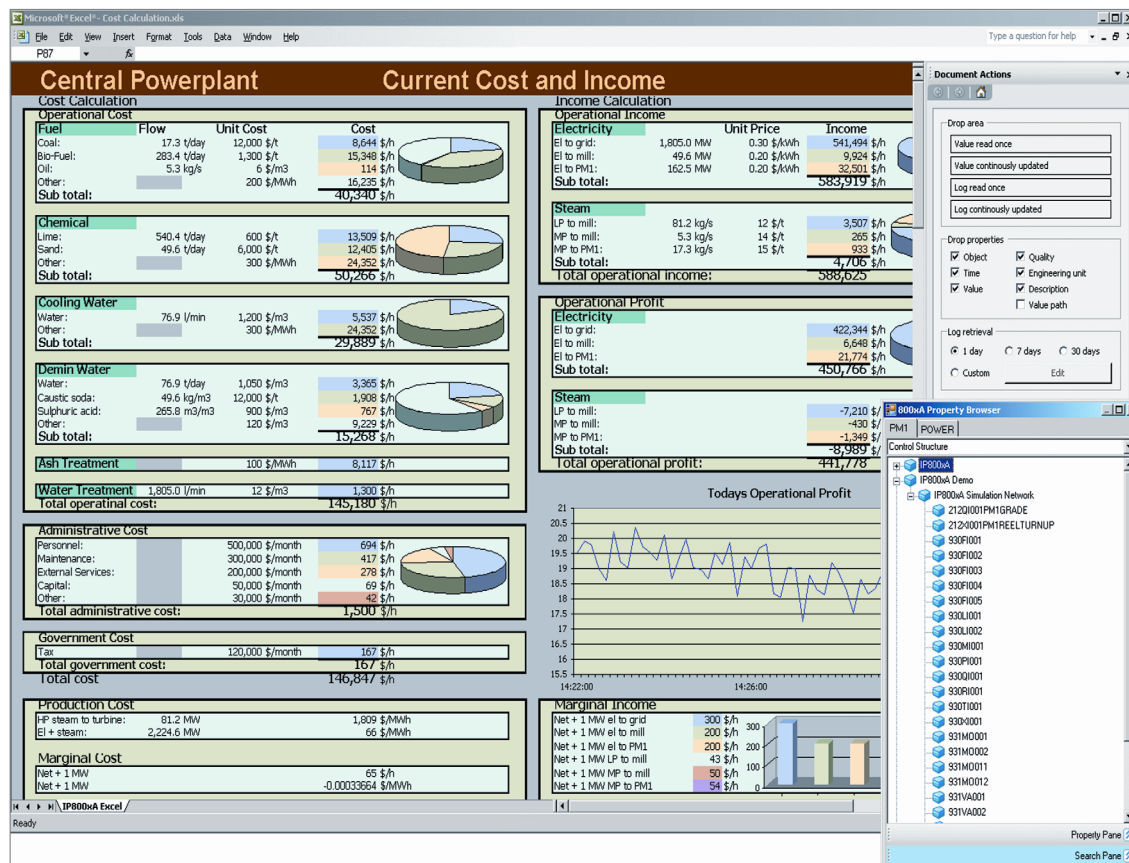 Microsoft® Excel® - Cost Calculation.xls
File Edit View Insert Format Tools Data Window Help
Type a question for help
P87 fx
Central Powerplant Current Cost and Income
Cost Calculation
Operational Cost
Fuel Flow Unit Cost Cost
Coal: 17.3 t/day 12,000 $/t 8,644 $/h
Bio-Fuel: 283.4 t/day 1,300 $/t 15,348 $/h
Oil: 5.3 kg/s 6 $/m3 114 $/h
Other: 200 $/MWh 16,235 $/h
Sub total: 40,340 $/h
Chemical
Lime: 540.4 t/day 600 $/t 13,509 $/h
Sand: 49.6 t/day 6,000 $/t 12,405 $/h
Other: 300 $/MWh 24,352 $/h
Sub total: 50,266 $/h
Cooling Water
Water: 76.9 l/min 1,200 $/m3 5,537 $/h
Other: 300 $/MWh 24,352 $/h
Sub total: 29,889 $/h
Demin Water
Water: 76.9 t/day 1,050 $/m3 3,365 $/h
Caustic soda: 49.6 kg/m3 12,000 $/t 1,908 $/h
Sulphuric acid: 265.8 m3/m3 900 $/m3 767 $/h
Other: 120 $/m3 9,229 $/h
Sub total: 15,268 $/h
Ash Treatment 100 $/MWh 8,117 $/h
Water Treatment 1,805.0 l/min 12 $/m3 1,300 $/h
Total operatinal cost: 145,180 $/h
Administrative Cost
Personnel: 500,000 $/month 694 $/h
Maintenance: 300,000 $/month 417 $/h
External Services: 200,000 $/month 278 $/h
Capital: 50,000 $/month 69 $/h
Other: 30,000 $/month 42 $/h
Total administrative cost: 1,500 $/h
Government Cost
Tax 120,000 $/month 167 $/h
Total government cost: 167 $/h
Total cost 146,847 $/h
Production Cost
HP steam to turbine: 81.2 MW 1,809 $/MWh
El + steam: 2,224.6 MW 66 $/MWh
Marginal Cost
Net + 1 MW 65 $/h
Net + 1 MW -0.00033664 $/MWh
Income Calculation
Operational Income
Electricity Unit Price Income
El to grid: 1,805.0 MW 0.30 $/kWh 541,494 $/h
El to mill: 49.6 MW 0.20 $/kWh 9,924 $/h
El to PM1: 162.5 MW 0.20 $/kWh 32,501 $/h
Sub total: 583,919 $/h
Steam
LP to mill: 81.2 kg/s 12 $/t 3,507 $/h
MP to mill: 5.3 kg/s 14 $/t 265 $/h
MP to PM1: 17.3 kg/s 15 $/t 933 $/h
Sub total: 4,706 $/h
Total operational income: 588,625
Operational Profit
Electricity
El to grid: 422,344 $/h
El to mill: 6,648 $/h
El to PM1: 21,774 $/h
Sub total: 450,766 $/h
Steam
LP to mill: -7,210 $/
MP to mill: -430 $/
MP to PM1: -1,349 $/
Sub total: -8,989 $/
Total operational profit: 441,778
Todays Operational Profit
21
20.5
20
19.5
19
18.5
18
17.5
17
16.5
16
15.5
14:22:00 14:26:00
Marginal Income
Net + 1 MW el to grid 300 $/h
Net + 1 MW el to mill 200 $/h
Net + 1 MW el to PM1 200 $/h
Net + 1 MW LP to mill 43 $/h
Net + 1 MW MP to mill 50 $/h
Net + 1 MW MP to PM1 54 $/h
300
200
100
0
IP800xA Excel
Ready
Document Actions
Drop area
Value read once
Value continously updated
Log read once
Log continously updated
Drop properties
Object Quality
Time Engineering unit
Value Description
Value path
Log retrieval
1 day 7 days 30 days
Custom Edit
800xA Property Browser
PM1 POWER
Control Structure
IP800xA
IP800xA Demo
IP800xA Simulation Network
212QI001PM1GRADE
212XI001PM1REELTURNUP
930FI001
930FI002
930FI003
930FI004
930FI005
930LI001
930LI002
930MI001
930PI001
930QI001
930RI001
930TI001
930XI001
931MO001
931MO002
931MO011
931MO012
931VA001
931VA002
Property Pane
Search Pane